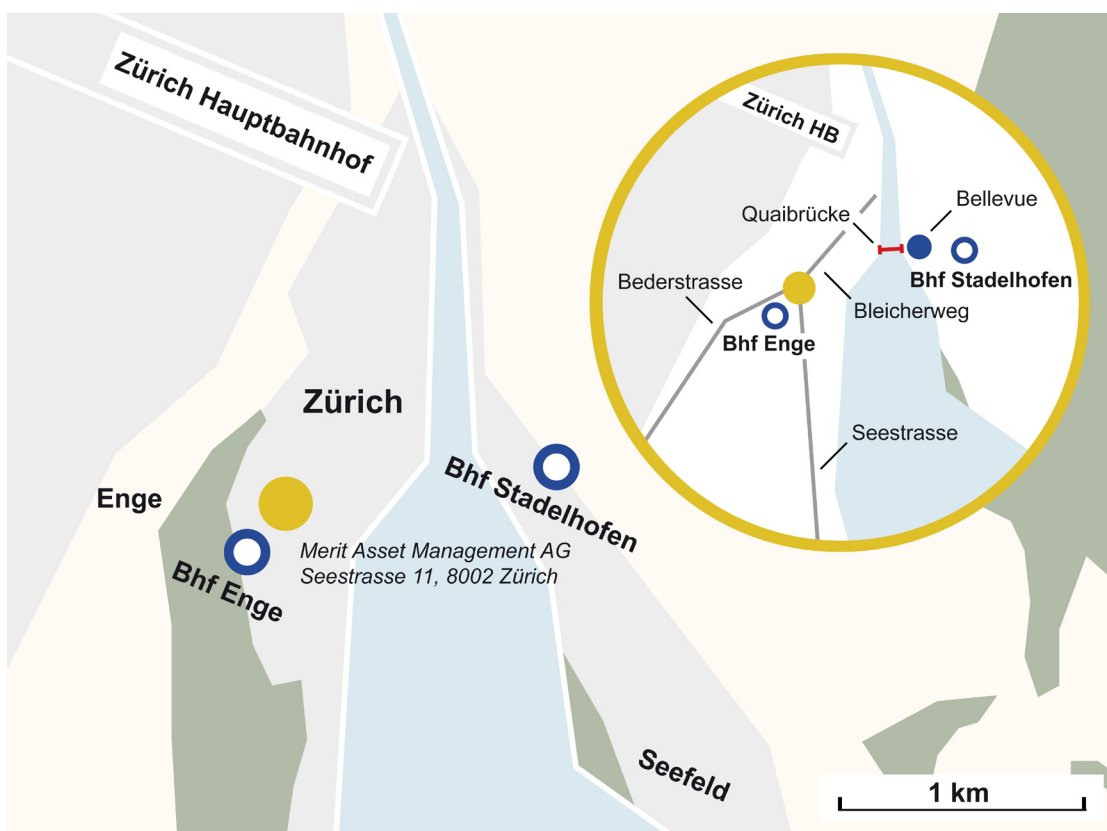 Zürich Hauptbahnhof
Zürich HB
Quaibrücke
Bellevue
Bhf Stadelhofen
Bederstrasse
Bleicherweg
Bhf Enge
Seestrasse
Zürich
Bhf Stadelhofen
Enge
Merit Asset Management AG
Seestrasse 11, 8002 Zürich
Bhf Enge
Seefeld
1 km